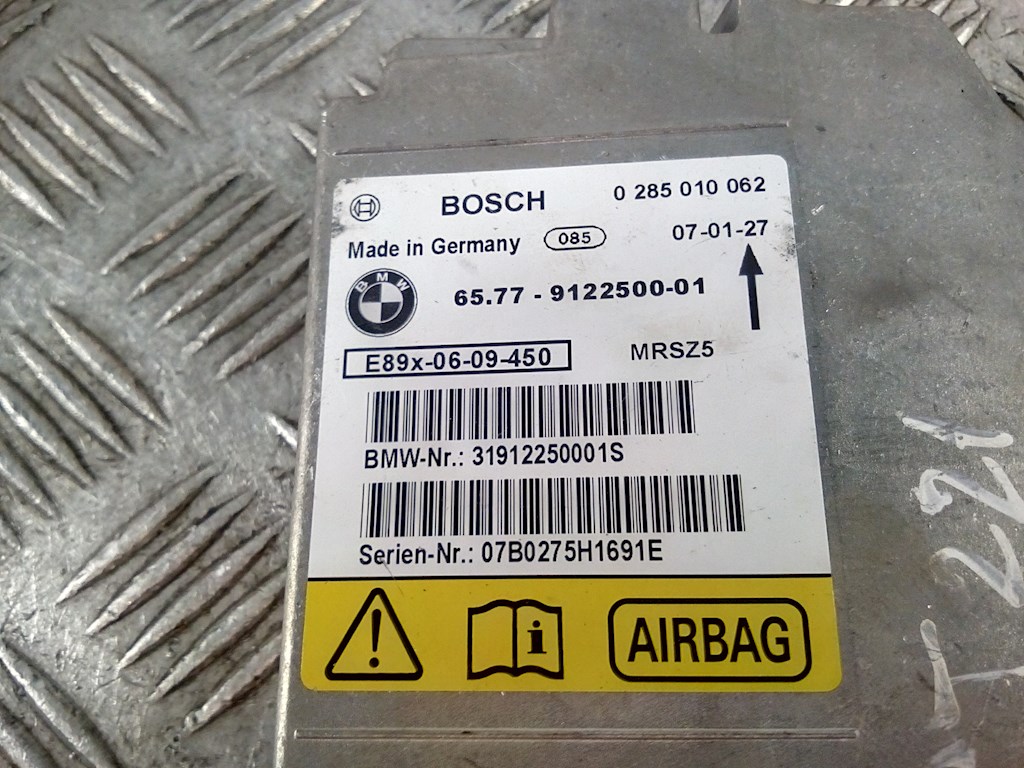 BOSCH 0 285 010 062
Made in Germany 085 07-01-27
BMW 65.77 - 9122500-01
E89x-06-09-450 MRSZ5
BMW-Nr.: 31912250001S
Serien-Nr.: 07B0275H1691E
i AIRBAG